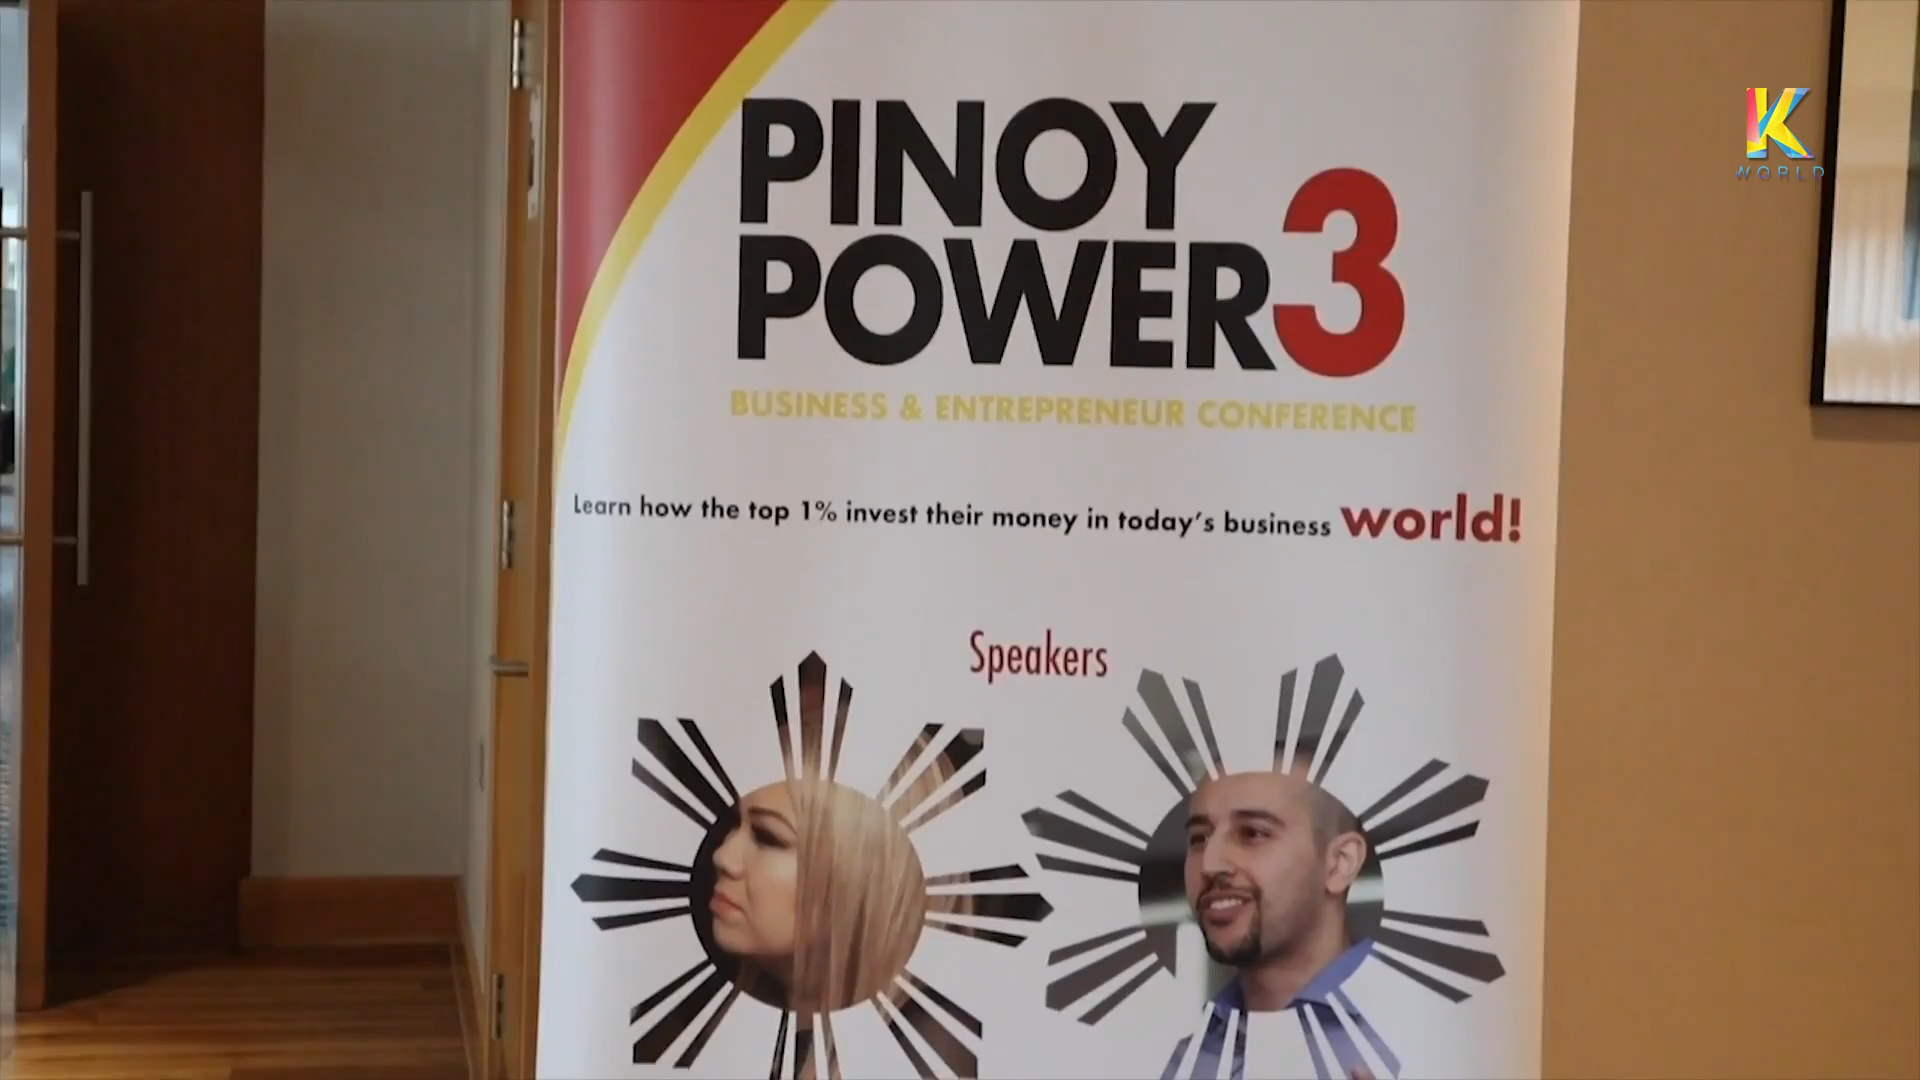 PINOY
POWER3
BUSINESS & ENTREPRENEUR CONFERENCE
Learn how the top 1% invest their money in today's business world!
Speakers
K
WORLD